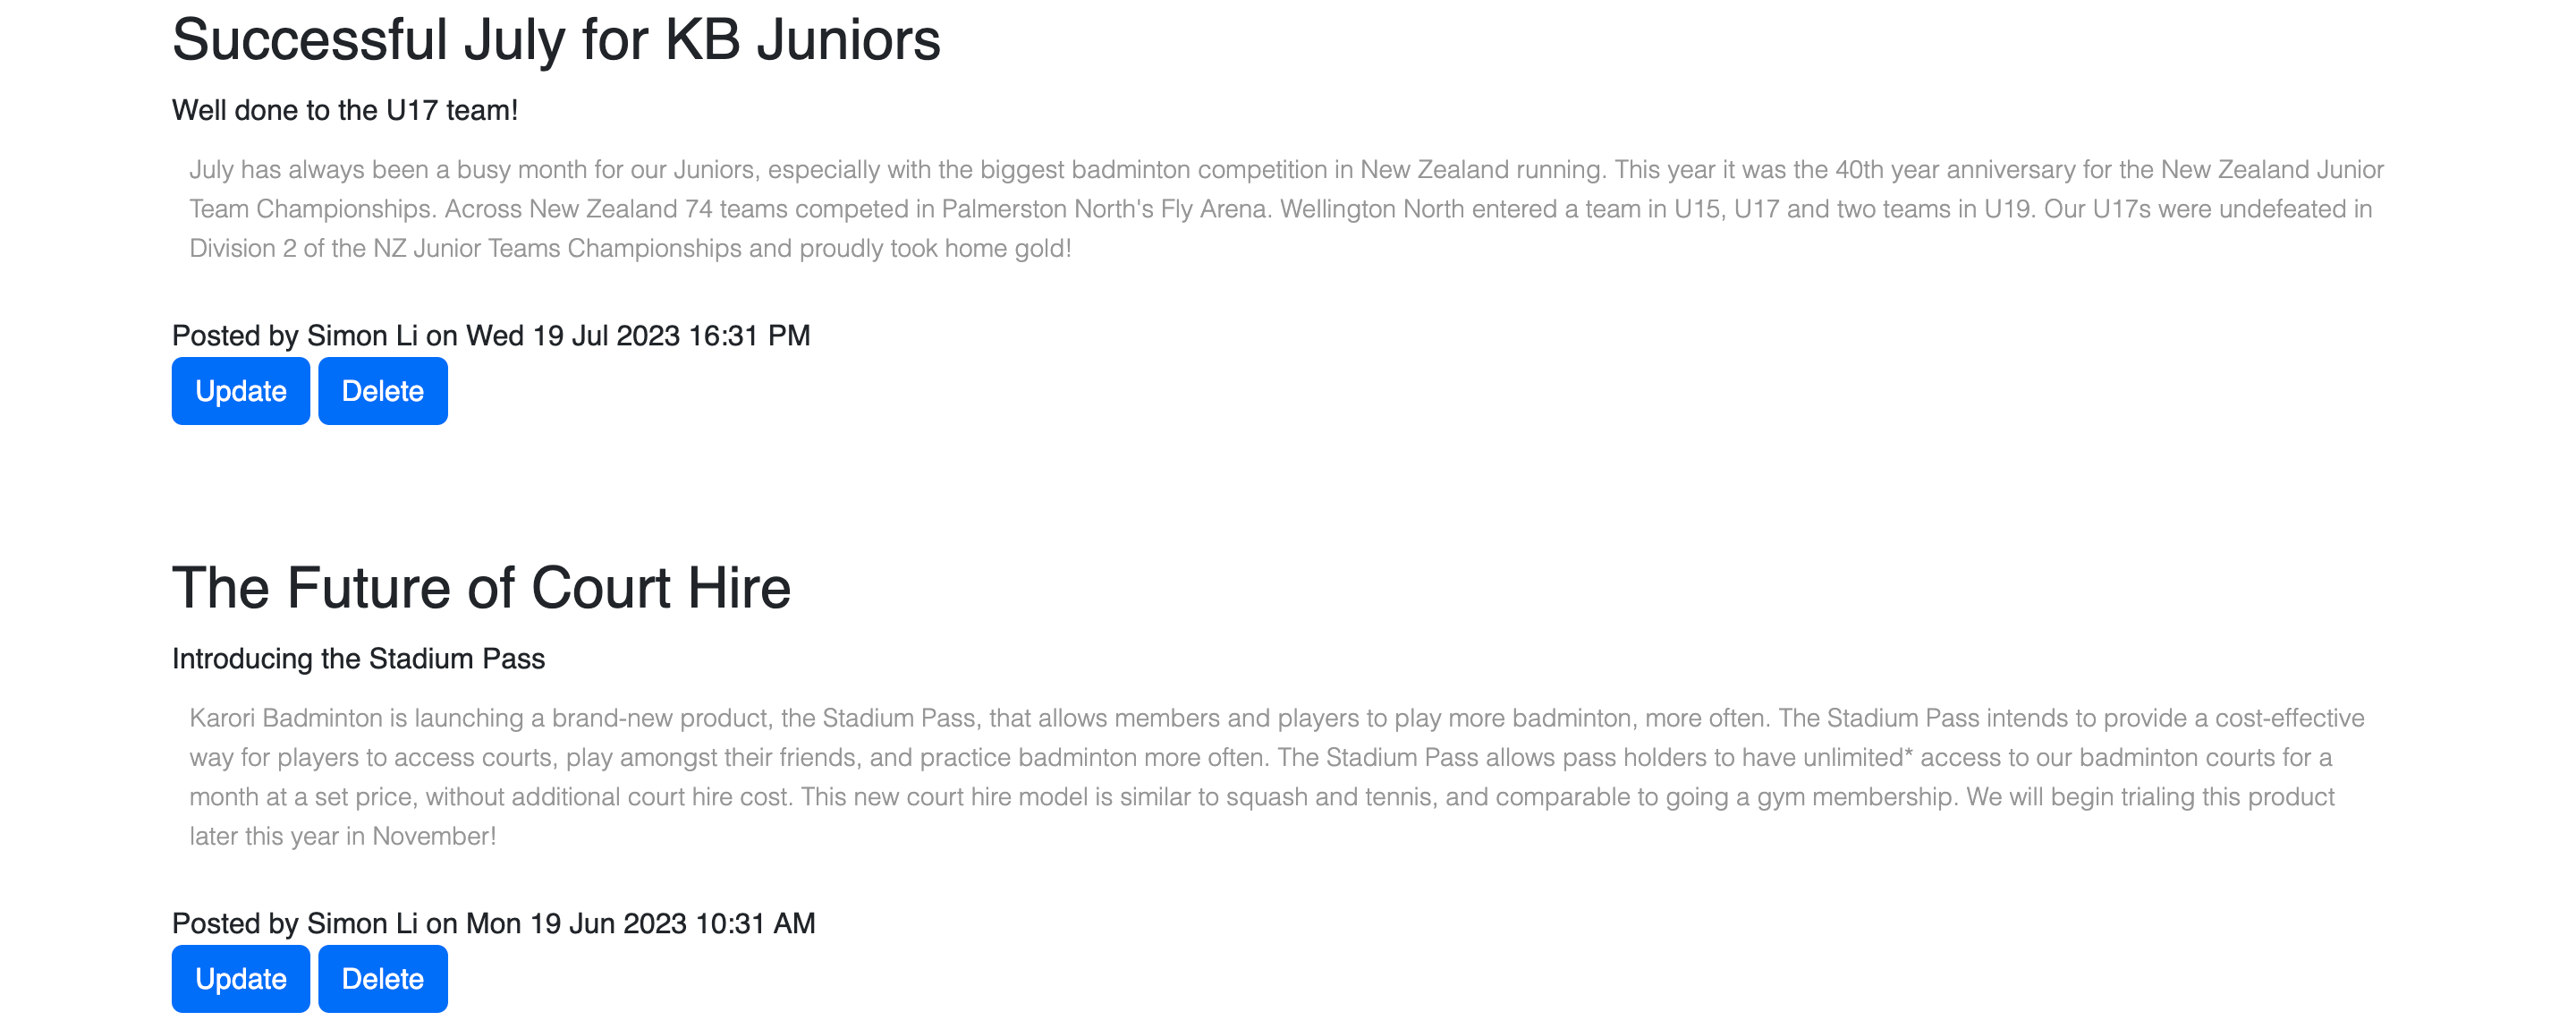 Successful July for KB Juniors
Well done to the U17 team!
July has always been a busy month for our Juniors, especially with the biggest badminton competition in New Zealand running. This year it was the 40th year anniversary for the New Zealand Junior
Team Championships. Across New Zealand 74 teams competed in Palmerston North's Fly Arena. Wellington North entered a team in U15, U17 and two teams in U19. Our U17s were undefeated in
Division 2 of the NZ Junior Teams Championships and proudly took home gold!
Posted by Simon Li on Wed 19 Jul 2023 16:31 PM
Update Delete
The Future of Court Hire
Introducing the Stadium Pass
Karori Badminton is launching a brand-new product, the Stadium Pass, that allows members and players to play more badminton, more often. The Stadium Pass intends to provide a cost-effective
way for players to access courts, play amongst their friends, and practice badminton more often. The Stadium Pass allows pass holders to have unlimited* access to our badminton courts for a
month at a set price, without additional court hire cost. This new court hire model is similar to squash and tennis, and comparable to going a gym membership. We will begin trialing this product
later this year in November!
Posted by Simon Li on Mon 19 Jun 2023 10:31 AM
Update Delete